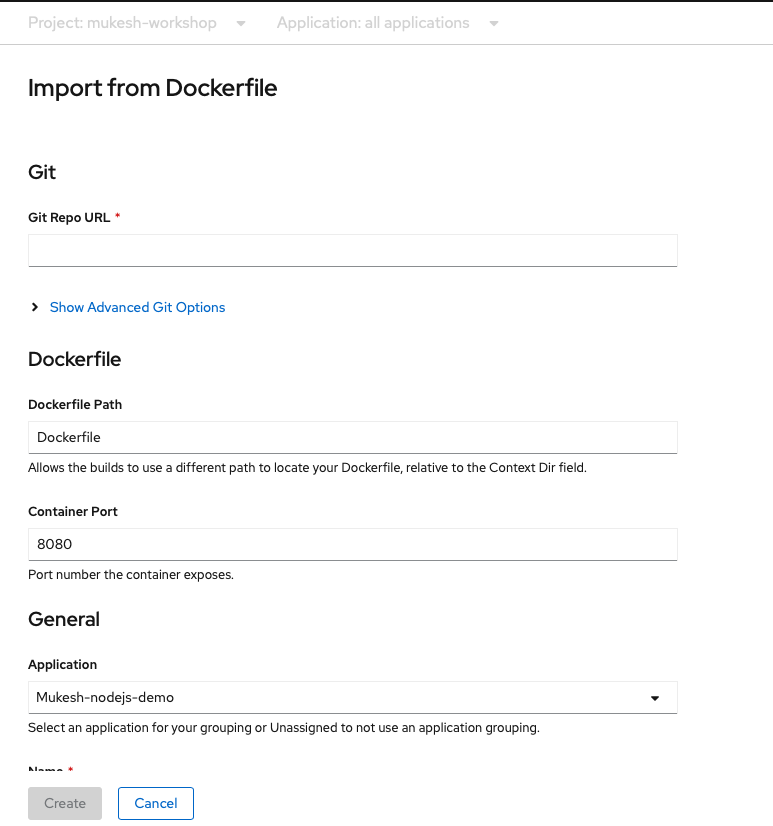 Project: mukesh-workshop Application: all applications
Import from Dockerfile
Git
Git Repo URL *
Show Advanced Git Options
Dockerfile
Dockerfile Path
Dockerfile
Allows the builds to use a different path to locate your Dockerfile, relative to the Context Dir field.
Container Port
8080
Port number the container exposes.
General
Application
Mukesh-nodejs-demo
Select an application for your grouping or Unassigned to not use an application grouping.
Name *
Create Cancel